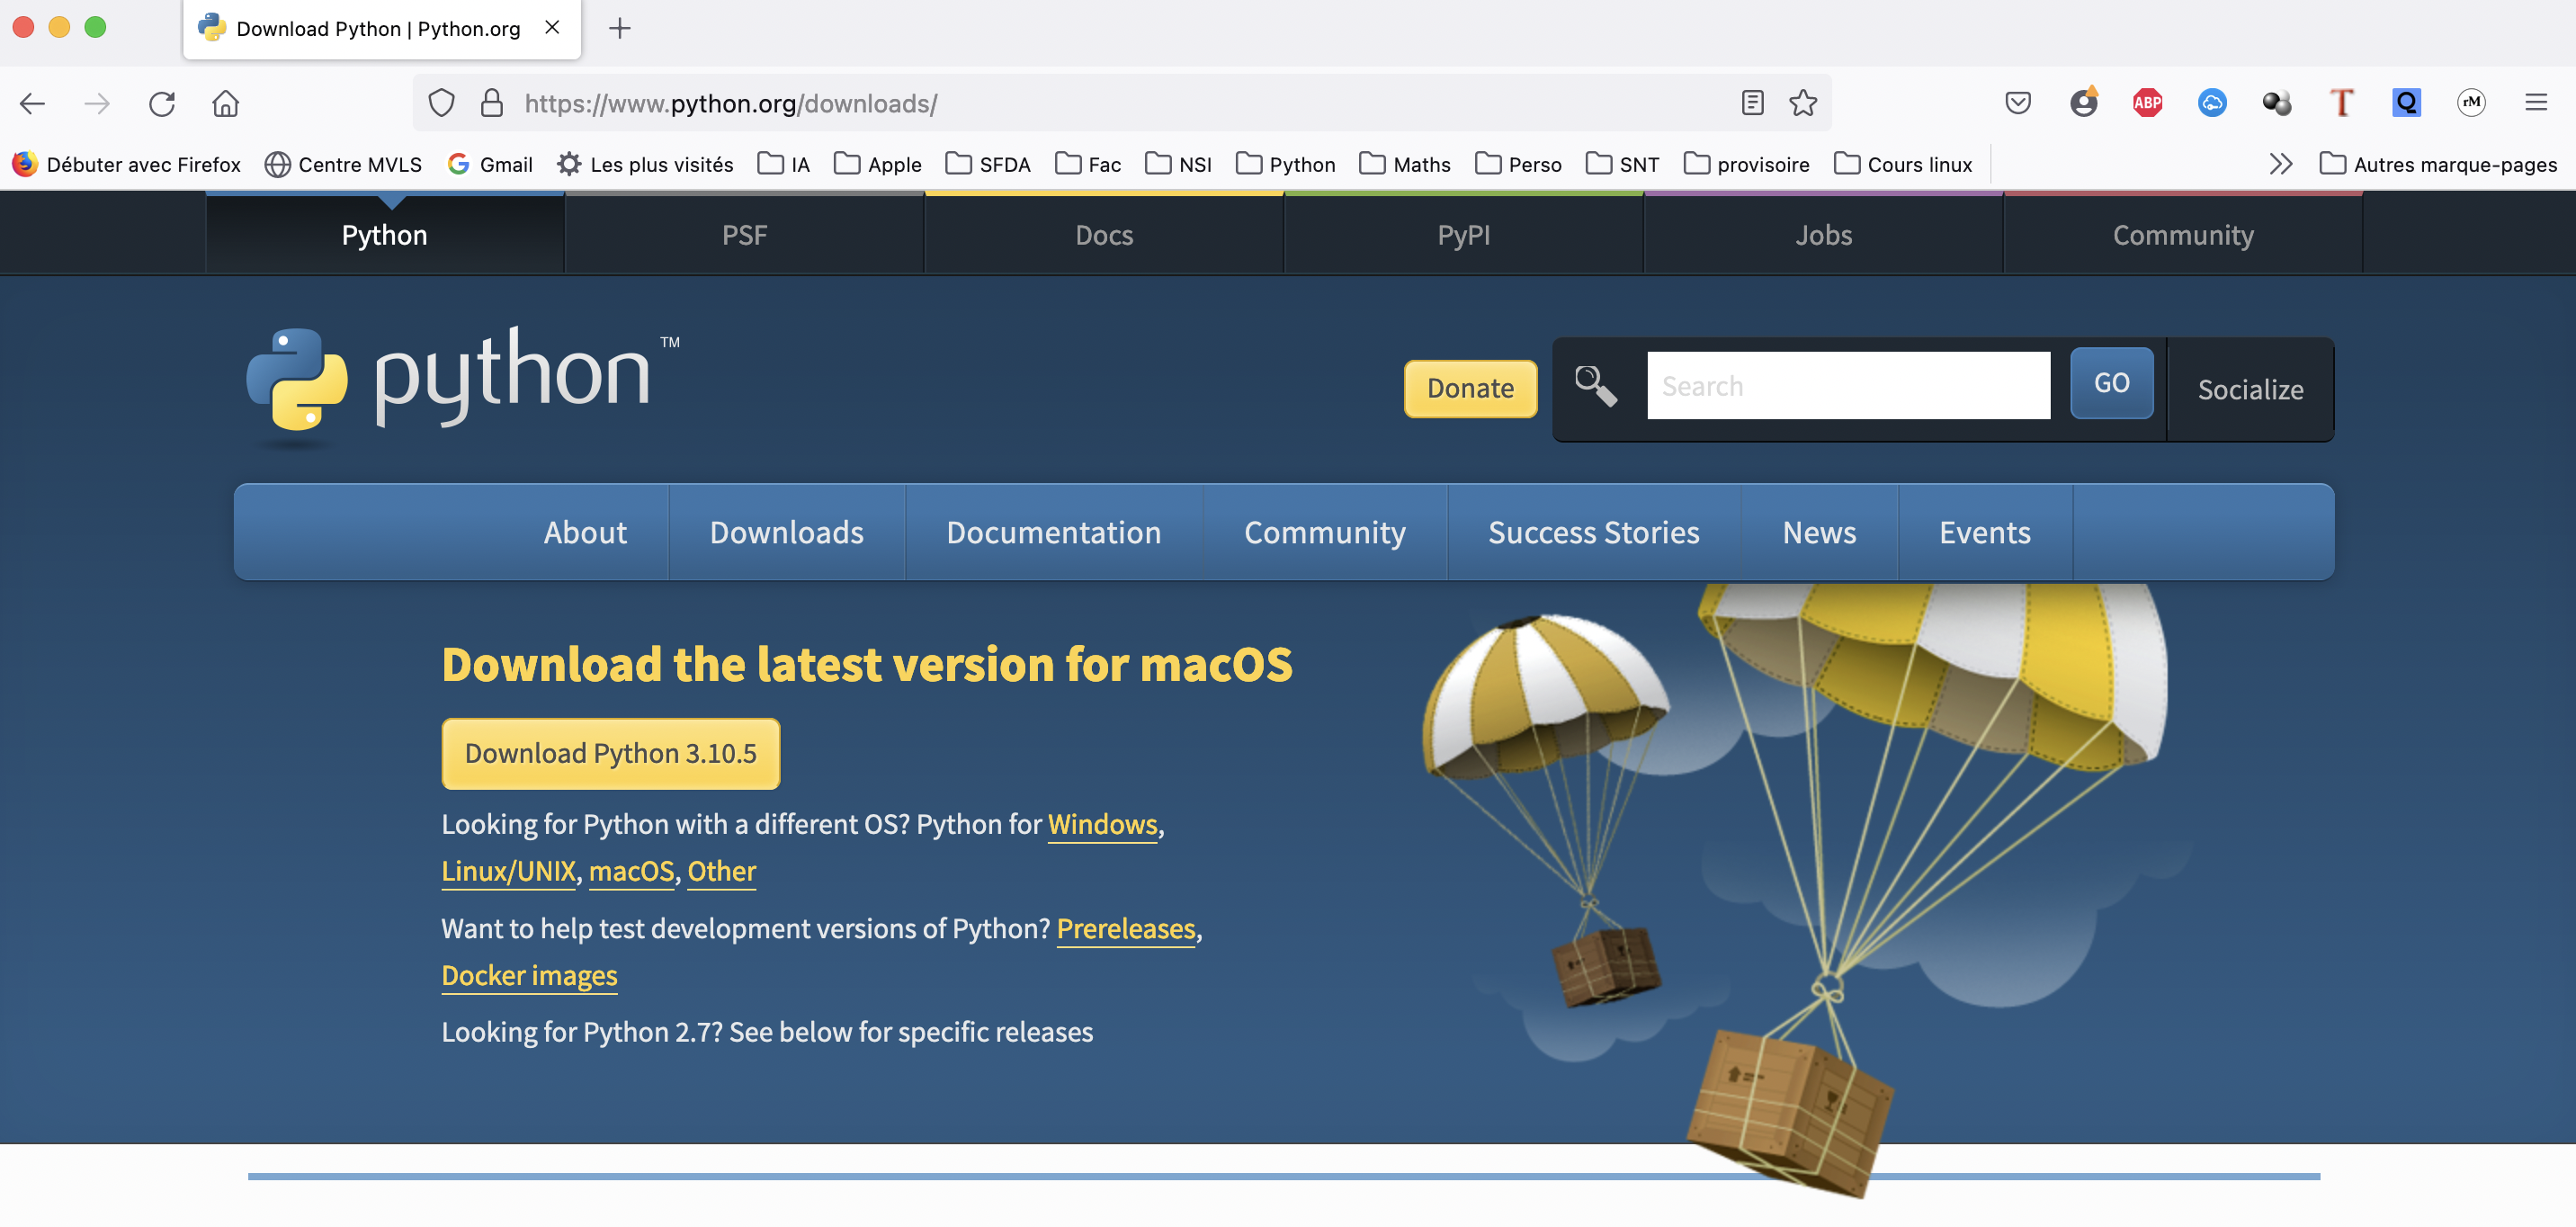 Download Python | Python.org
https://www.python.org/downloads/
ABP
T
Q
rM
Débuter avec Firefox
Centre MVLS
G Gmail
Les plus visités
IA
Apple
SFDA
Fac
NSI
Python
Maths
Perso
SNT
provisoire
Cours linux
Autres marque-pages
Python
PSF
Docs
PyPI
Jobs
Community
python™
Donate
Search
GO
Socialize
About
Downloads
Documentation
Community
Success Stories
News
Events
Download the latest version for macOS
Download Python 3.10.5
Looking for Python with a different OS? Python for Windows,
Linux/UNIX, macOS, Other
Want to help test development versions of Python? Prereleases,
Docker images
Looking for Python 2.7? See below for specific releases